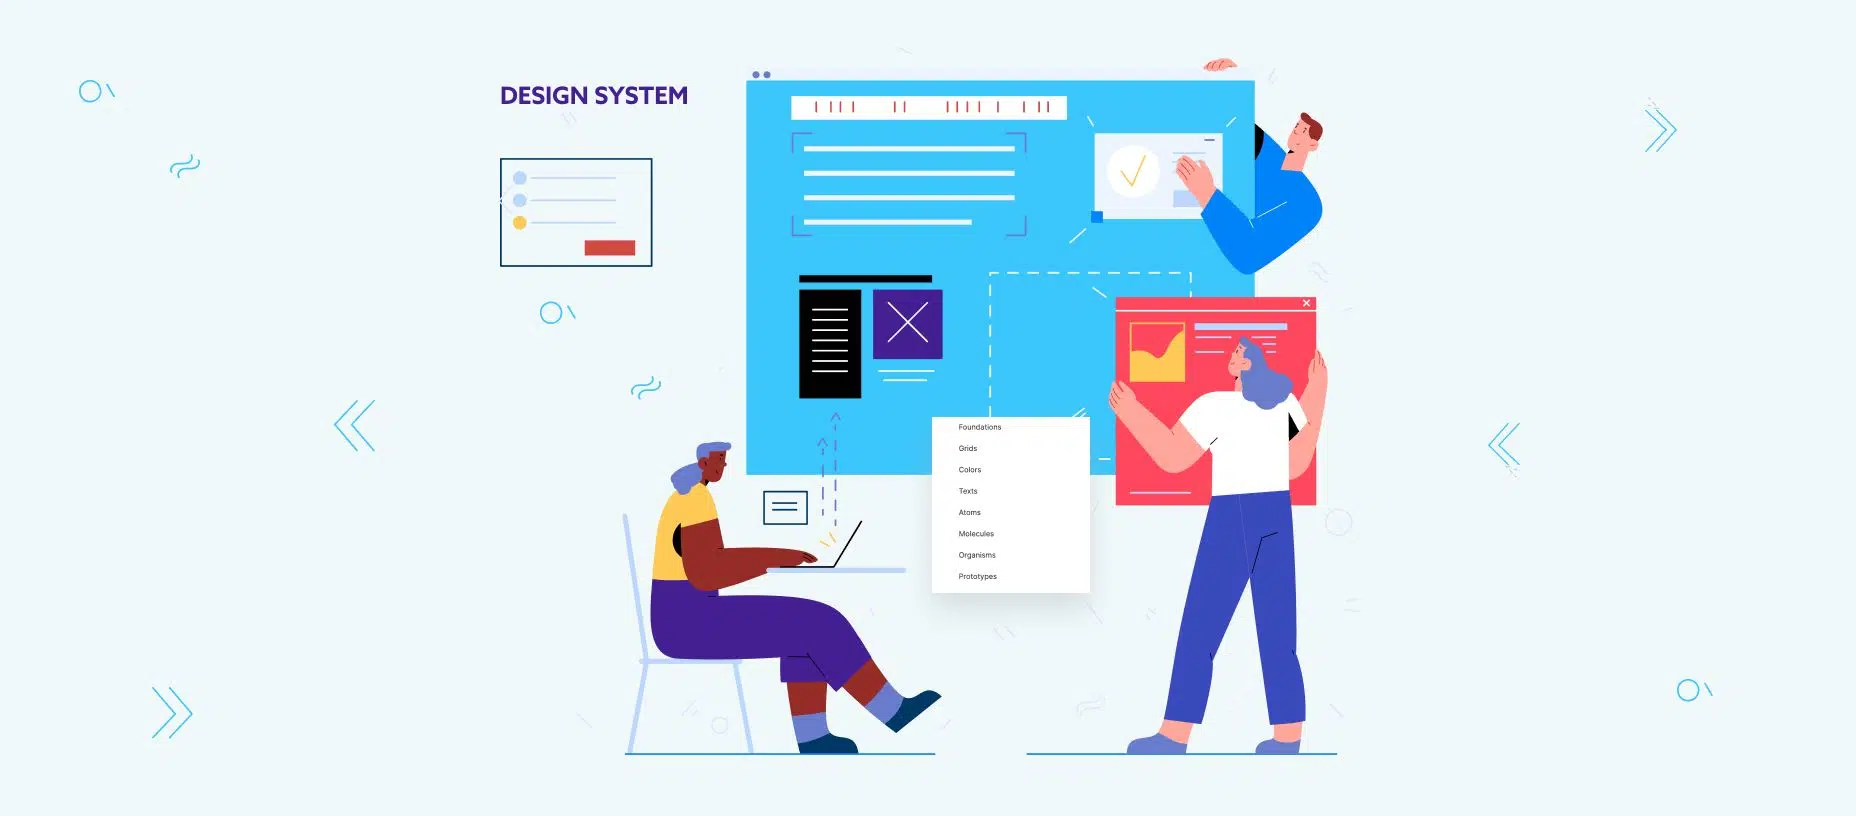 DESIGN SYSTEM
Foundations
Grids
Colors
Texts
Atoms
Molecules
Organisms
Prototypes